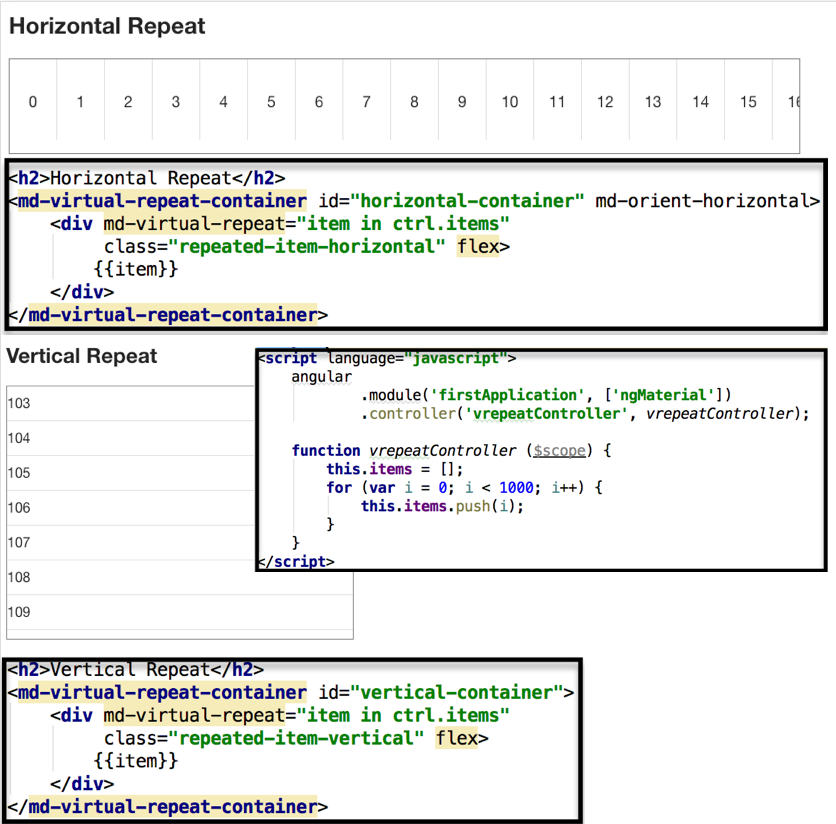 Horizontal Repeat
0 1 2 3 4 5 6 7 8 9 10 11 12 13 14 15 16
<h2>Horizontal Repeat</h2>
<md-virtual-repeat-container id="horizontal-container" md-orient-horizontal>
<div md-virtual-repeat="item in ctrl.items"
class="repeated-item-horizontal" flex>
{{item}}
</div>
</md-virtual-repeat-container>
Vertical Repeat
103
104
105
106
107
108
109
<script language="javascript">
angular
.module('firstApplication', ['ngMaterial'])
.controller('vrepeatController', vrepeatController);
function vrepeatController ($scope) {
this.items = [];
for (var i = 0; i < 1000; i++) {
this.items.push(i);
}
}
</script>
<h2>Vertical Repeat</h2>
<md-virtual-repeat-container id="vertical-container">
<div md-virtual-repeat="item in ctrl.items"
class="repeated-item-vertical" flex>
{{item}}
</div>
</md-virtual-repeat-container>